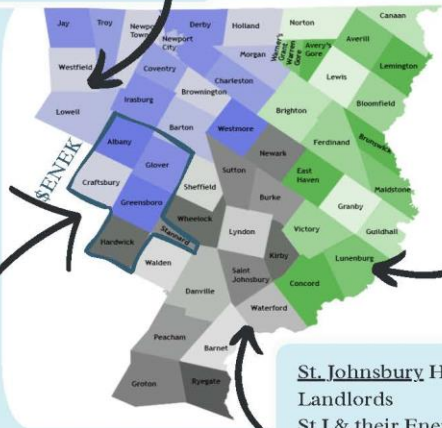 Jay
Troy
Newport Town
Newport City
Derby
Holland
Norton
Canaan
Warner's Grant
Warren Gore
Avery's Gore
Averill
Lemington
Westfield
Coventry
Morgan
Lewis
Charleston
Bloomfield
Lowell
Irasburg
Brownington
Brighton
Brunswick
Albany
Barton
Westmore
Ferdinand
Newark
Maidstone
$ENEK
Craftsbury
Glover
Sheffield
Sutton
East Haven
Granby
Greensboro
Burke
Guildhall
Wheelock
Victory
Hardwick
Stannard
Lyndon
Kirby
Lunenburg
Walden
Danville
Saint Johnsbury
Concord
Waterford
Peacham
Barnet
Groton
Ryegate
St. Johnsbury H
Landlords
St J & their Ene